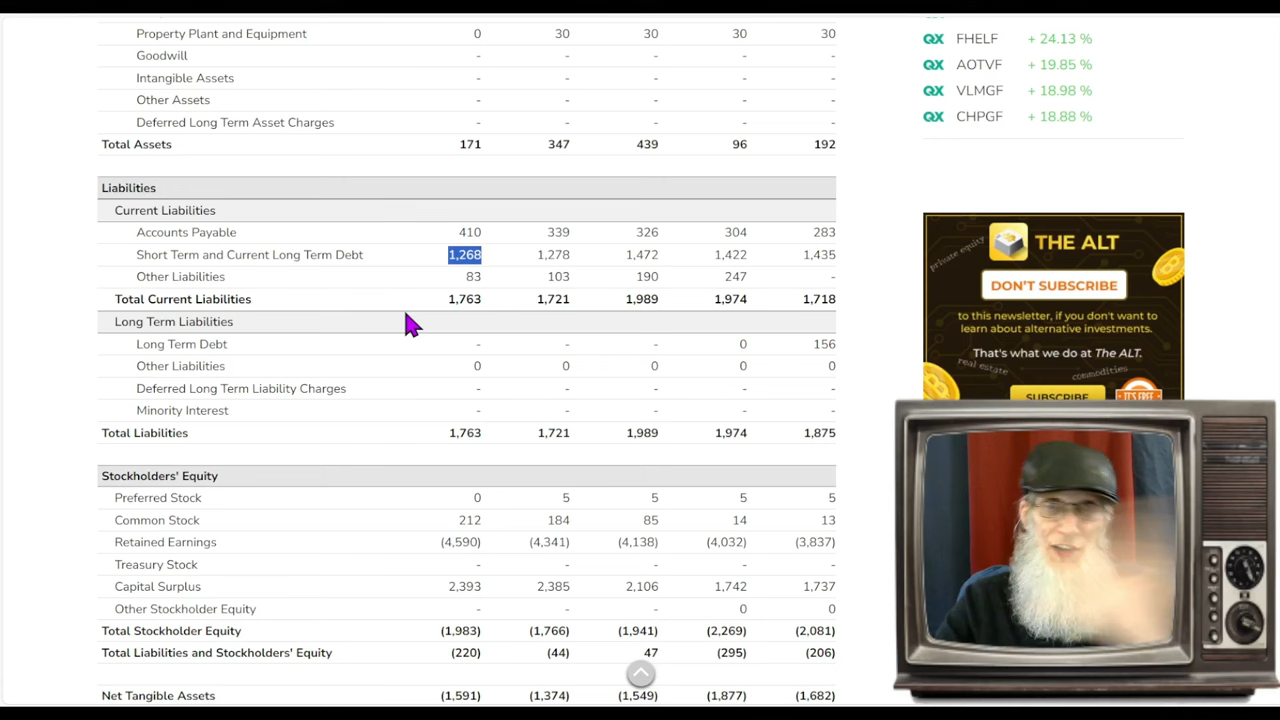 Property Plant and Equipment 0 30 30 30 30
Goodwill - - - - -
Intangible Assets - - - - -
Other Assets - - - - -
Deferred Long Term Asset Charges - - - - -
Total Assets 171 347 439 96 192
Liabilities
Current Liabilities
Accounts Payable 410 339 326 304 283
Short Term and Current Long Term Debt 1,268 1,278 1,472 1,422 1,435
Other Liabilities 83 103 190 247 -
Total Current Liabilities 1,763 1,721 1,989 1,974 1,718
Long Term Liabilities
Long Term Debt - - - 0 156
Other Liabilities 0 0 0 0 0
Deferred Long Term Liability Charges - - - - -
Minority Interest - - - - -
Total Liabilities 1,763 1,721 1,989 1,974 1,875
Stockholders' Equity
Preferred Stock 0 5 5 5 5
Common Stock 212 184 85 14 13
Retained Earnings (4,590) (4,341) (4,138) (4,032) (3,837)
Treasury Stock - - - - -
Capital Surplus 2,393 2,385 2,106 1,742 1,737
Other Stockholder Equity - - - 0 0
Total Stockholder Equity (1,983) (1,766) (1,941) (2,269) (2,081)
Total Liabilities and Stockholders' Equity (220) (44) 47 (295) (206)
Net Tangible Assets (1,591) (1,374) (1,549) (1,877) (1,682)
QX FHELF + 24.13 %
QX AOTVF + 19.85 %
QX VLMGF + 18.98 %
QX CHPGF + 18.88 %
private equity
THE ALT
DON'T SUBSCRIBE
to this newsletter, if you don't want to
learn about alternative investments.
That's what we do at The ALT.
real estate
commodities
SUBSCRIBE
IT'S FREE